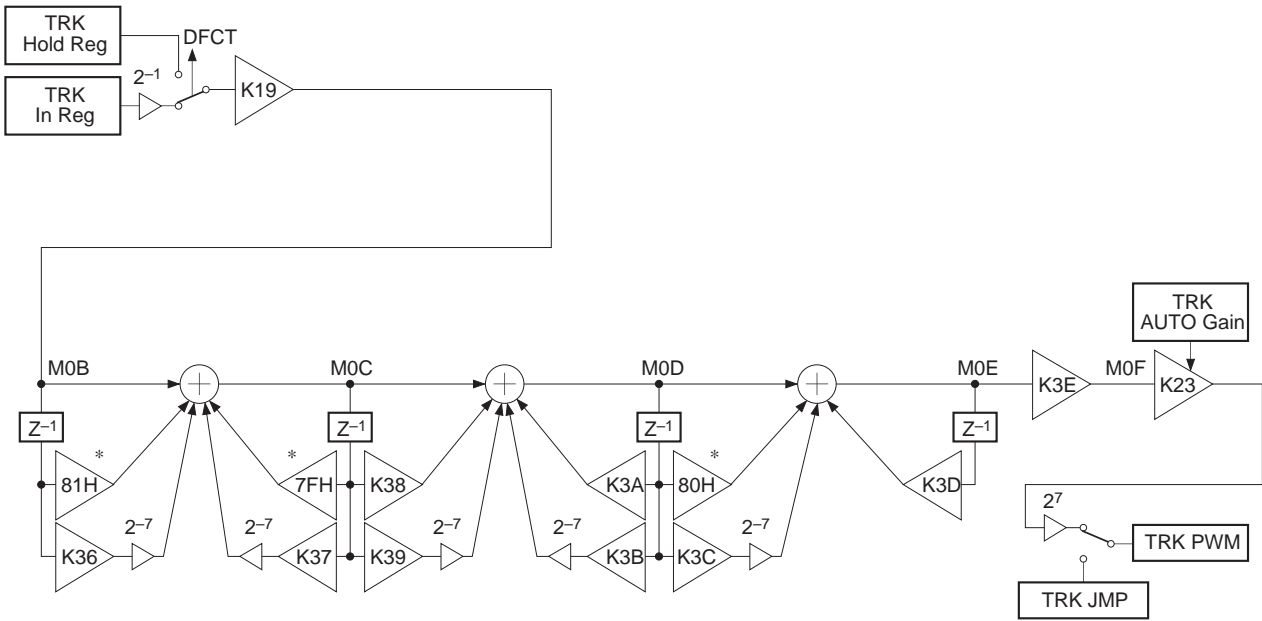 TRK
Hold Reg
DFCT
2–1
TRK
In Reg
K19
TRK
AUTO Gain
M0B
M0C
M0D
M0E
K3E
M0F
K23
Z–1
Z–1
Z–1
Z–1
81H
*
7FH
*
K38
K3A
80H
*
K3D
K36
2–7
2–7
K37
K39
2–7
2–7
K3B
K3C
2–7
27
TRK PWM
TRK JMP